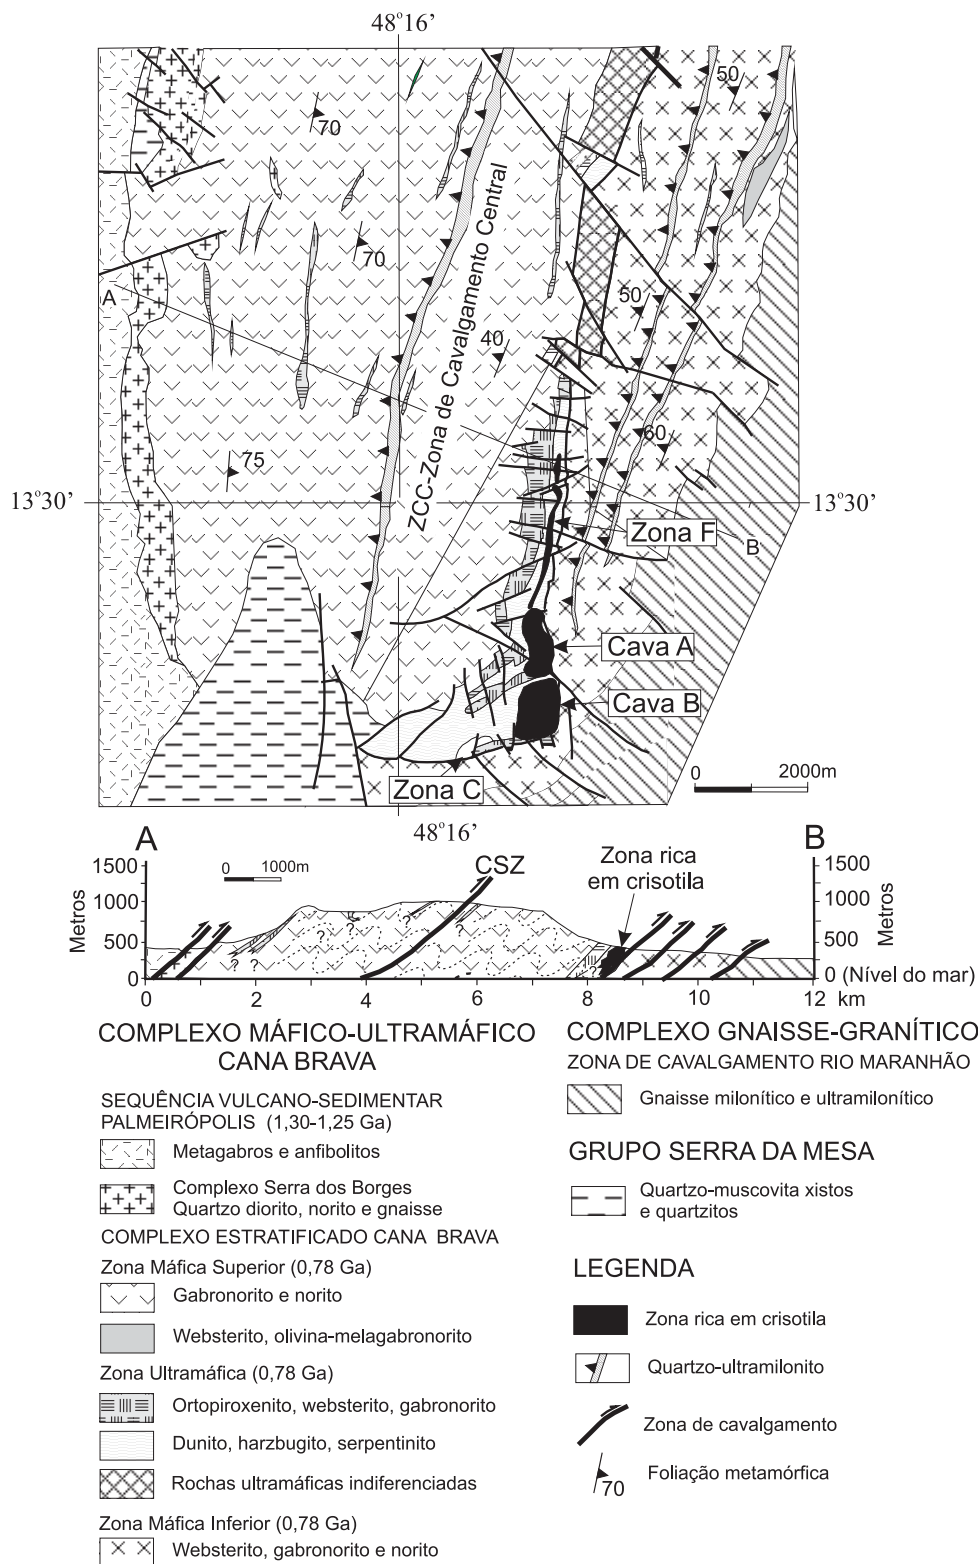 48°16’
50
70
70
A
50
40
ZCC-Zona de Cavalgamento Central
60
75
13°30’
13°30’
Zona F
B
Cava A
Cava B
Zona C
0 2000m
48°16’
A
B
CSZ
Zona rica
em crisotila
0 1000m
Metros
1500
1000
500
0
? ? ? ? ? ? ?
1500
1000
500
0 (Nível do mar)
Metros
0 2 4 6 8 10 12 km
COMPLEXO MÁFICO-ULTRAMÁFICO
CANA BRAVA
SEQUÊNCIA VULCANO-SEDIMENTAR
PALMEIRÓPOLIS (1,30-1,25 Ga)
Metagabros e anfibolitos
Complexo Serra dos Borges
Quartzo diorito, norito e gnaisse
COMPLEXO ESTRATIFICADO CANA BRAVA
Zona Máfica Superior (0,78 Ga)
Gabronorito e norito
Websterito, olivina-melagabronorito
Zona Ultramáfica (0,78 Ga)
Ortopiroxenito, websterito, gabronorito
Dunito, harzbugito, serpentinito
Rochas ultramáficas indiferenciadas
Zona Máfica Inferior (0,78 Ga)
Websterito, gabronorito e norito
COMPLEXO GNAISSE-GRANÍTICO
ZONA DE CAVALGAMENTO RIO MARANHÃO
Gnaisse milonítico e ultramilonítico
GRUPO SERRA DA MESA
Quartzo-muscovita xistos
e quartzitos
LEGENDA
Zona rica em crisotila
Quartzo-ultramilonito
Zona de cavalgamento
Foliação metamórfica
70